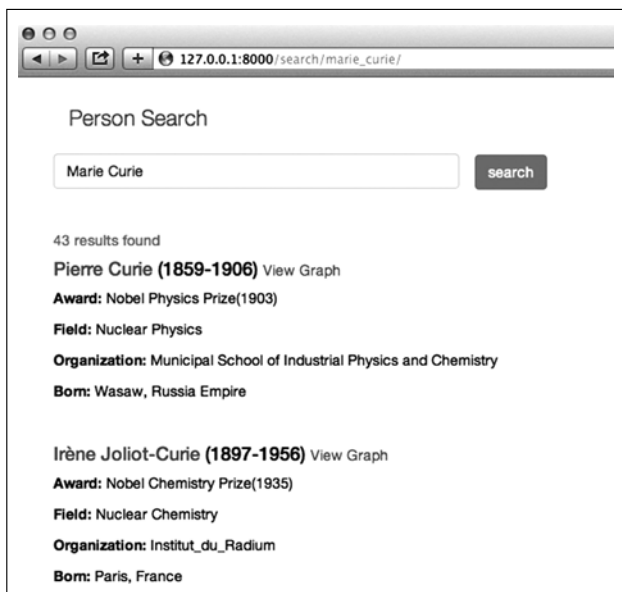 127.0.0.1:8000/search/marie_curie/
Person Search
Marie Curie
search
43 results found
Pierre Curie (1859-1906) View Graph
Award: Nobel Physics Prize(1903)
Field: Nuclear Physics
Organization: Municipal School of Industrial Physics and Chemistry
Born: Wasaw, Russia Empire
Irène Joliot-Curie (1897-1956) View Graph
Award: Nobel Chemistry Prize(1935)
Field: Nuclear Chemistry
Organization: Institut_du_Radium
Born: Paris, France